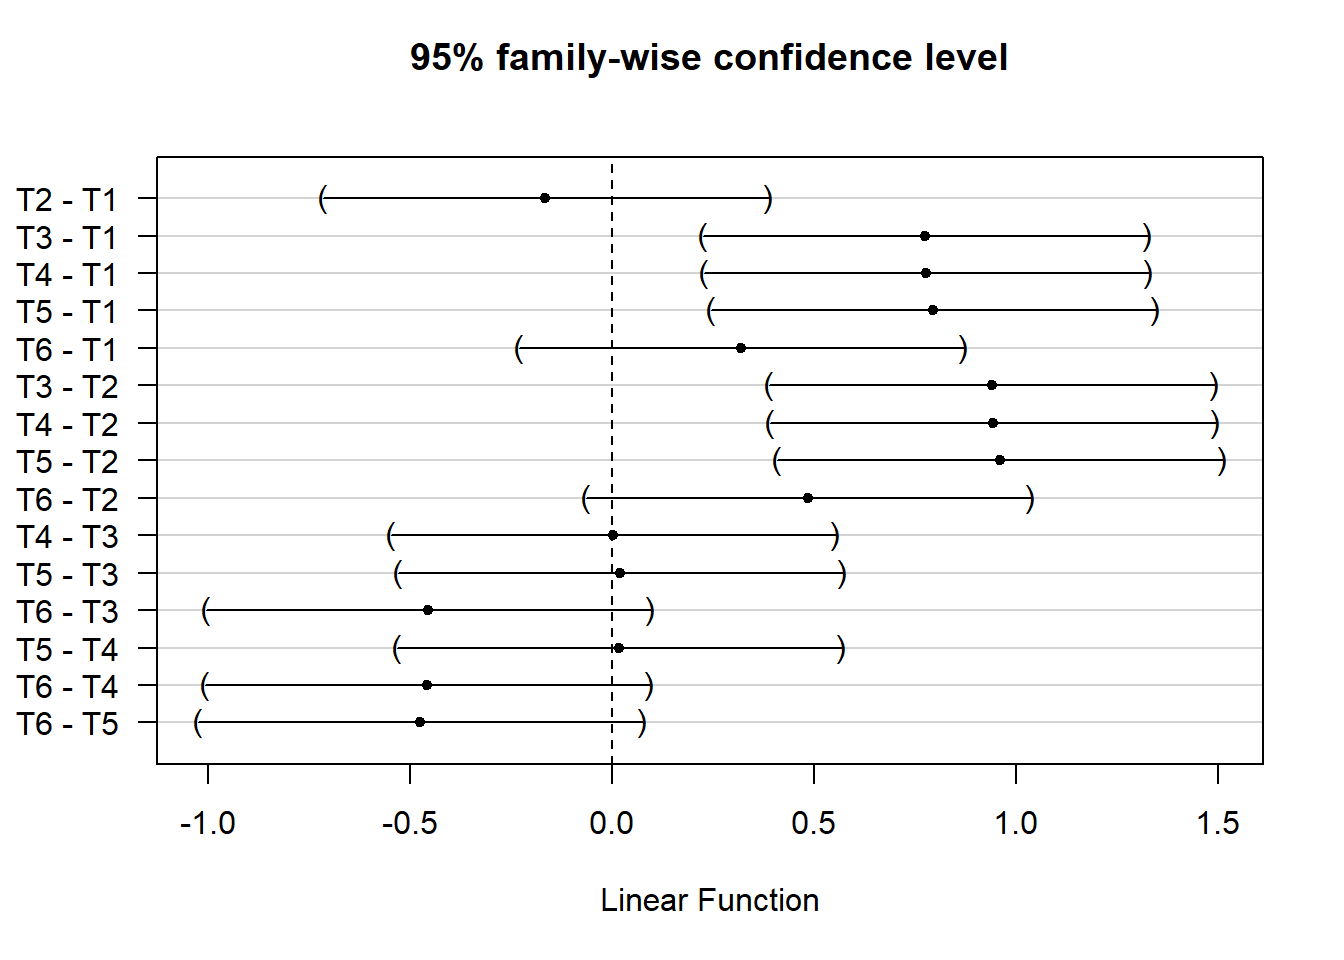 95% family-wise confidence level
T2 - T1
T3 - T1
T4 - T1
T5 - T1
T6 - T1
T3 - T2
T4 - T2
T5 - T2
T6 - T2
T4 - T3
T5 - T3
T6 - T3
T5 - T4
T6 - T4
T6 - T5
-1.0 -0.5 0.0 0.5 1.0 1.5
Linear Function